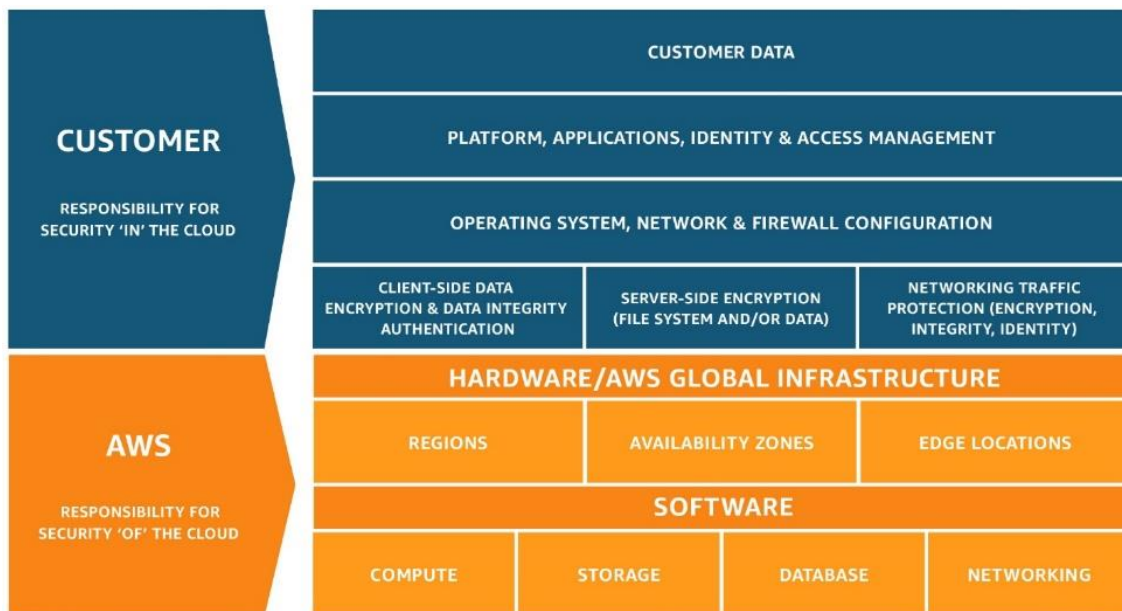 CUSTOMER
RESPONSIBILITY FOR
SECURITY 'IN' THE CLOUD
CUSTOMER DATA
PLATFORM, APPLICATIONS, IDENTITY & ACCESS MANAGEMENT
OPERATING SYSTEM, NETWORK & FIREWALL CONFIGURATION
CLIENT-SIDE DATA
ENCRYPTION & DATA INTEGRITY
AUTHENTICATION
SERVER-SIDE ENCRYPTION
(FILE SYSTEM AND/OR DATA)
NETWORKING TRAFFIC
PROTECTION (ENCRYPTION,
INTEGRITY, IDENTITY)
AWS
RESPONSIBILITY FOR
SECURITY 'OF' THE CLOUD
HARDWARE/AWS GLOBAL INFRASTRUCTURE
REGIONS
AVAILABILITY ZONES
EDGE LOCATIONS
SOFTWARE
COMPUTE
STORAGE
DATABASE
NETWORKING